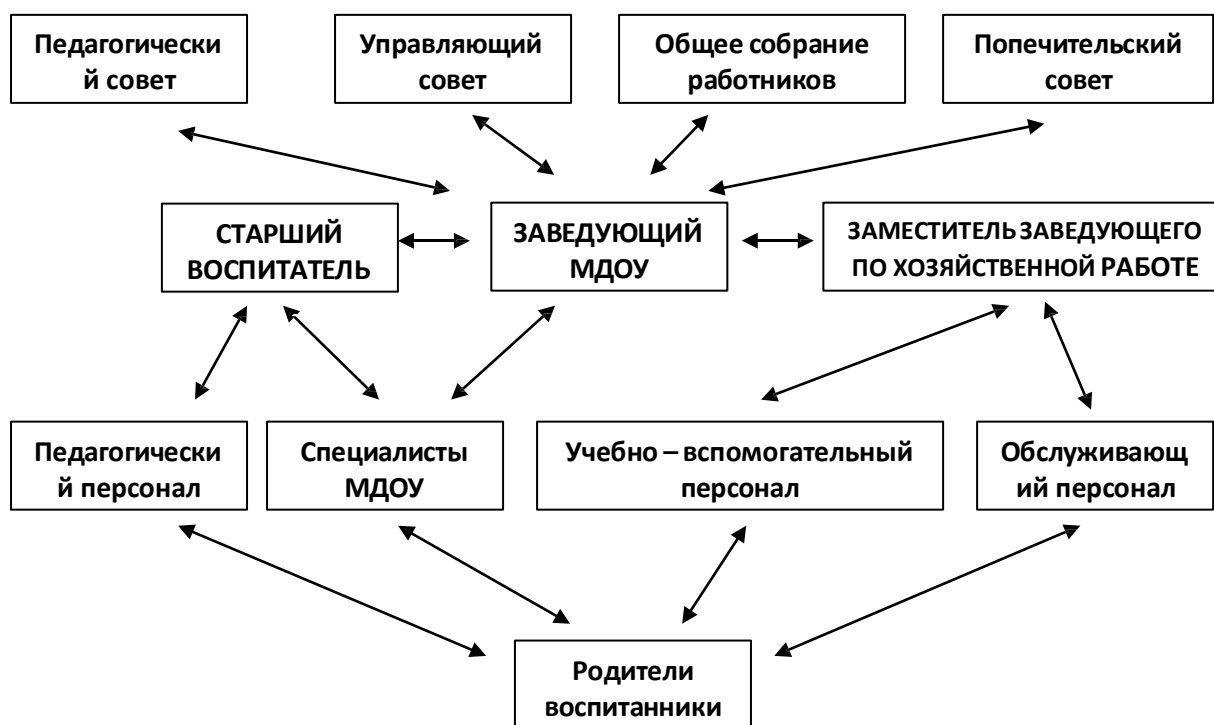 Педагогически
й совет
Управляющий
совет
Общее собрание
работников
Попечительский
совет
СТАРШИЙ
ВОСПИТАТЕЛЬ
ЗАВЕДУЮЩИЙ
МДОУ
ЗАМЕСТИТЕЛЬ ЗАВЕДУЮЩЕГО
ПО ХОЗЯЙСТВЕННОЙ РАБОТЕ
Педагогически
й персонал
Специалисты
МДОУ
Учебно – вспомогательный
персонал
Обслуживающ
ий персонал
Родители
воспитанники